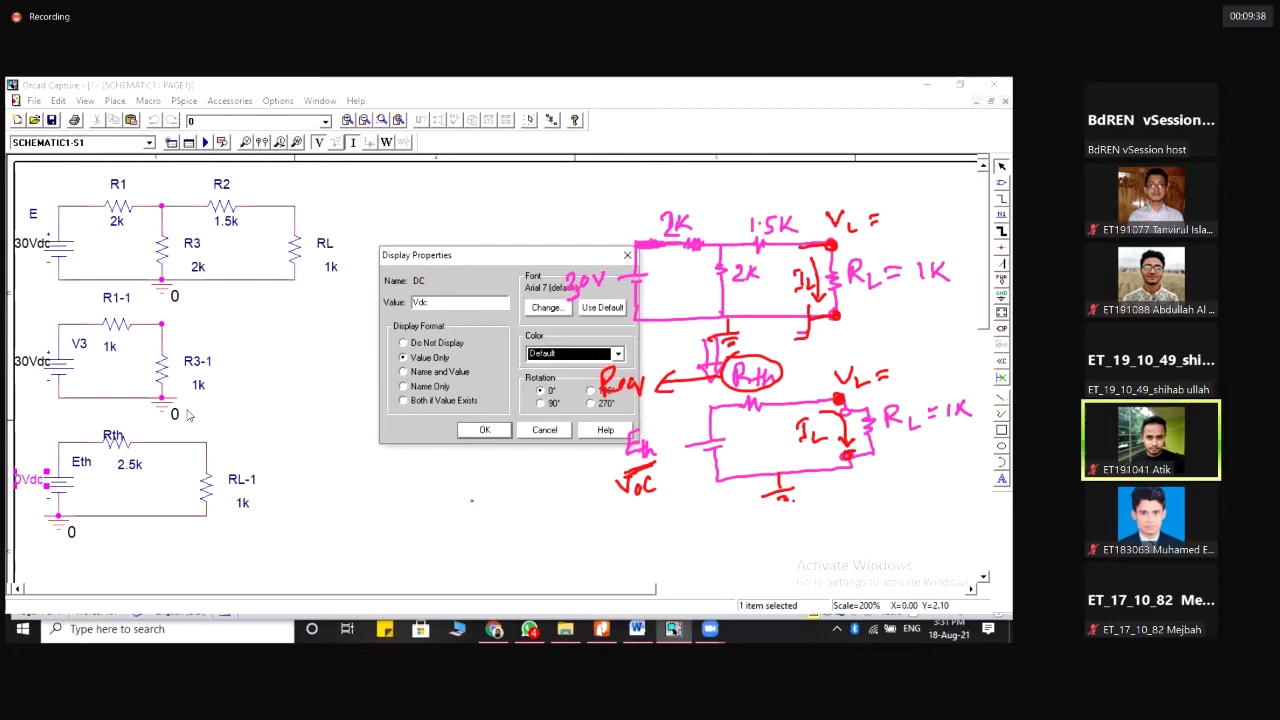 Recording
00:09:38
Orcad Capture - [/ - (SCHEMATIC1 : PAGE1)]
File Edit View Place Macro PSpice Accessories Options Window Help
0
SCHEMATIC1-S1
V I W
R1
R2
E
2k
1.5k
30Vdc
R3
RL
2k
1k
0
R1-1
V3
1k
30Vdc
R3-1
1k
0
Rth
Eth
2.5k
0Vdc
RL-1
1k
0
Display Properties
Name: DC
Value: Vdc
Font
Arial 7 (default)
Change...
Use Default
Display Format
Do Not Display
Value Only
Name and Value
Name Only
Both if Value Exists
Color
Default
Rotation
0°
90°
270°
OK
Cancel
Help
2K
1.5K
VL =
30V
2K
IL
RL = 1K
Rth
VL =
IL
RL = 1K
Eth
Voc
Activate Windows
Go to Settings to activate Windows.
1 item selected
Scale=200%
X=0.00 Y=2.10
Type here to search
ENG
3:31 PM
18-Aug-21
BdREN vSession...
BdREN vSession host
ET191077 Tanvirul Isla...
ET191088 Abdullah Al ...
ET_19_10_49_shi...
ET_19_10_49_shihab ullah
ET191041 Atik
ET183063 Muhamed E...
ET_17_10_82 Me...
ET_17_10_82 Mejbah